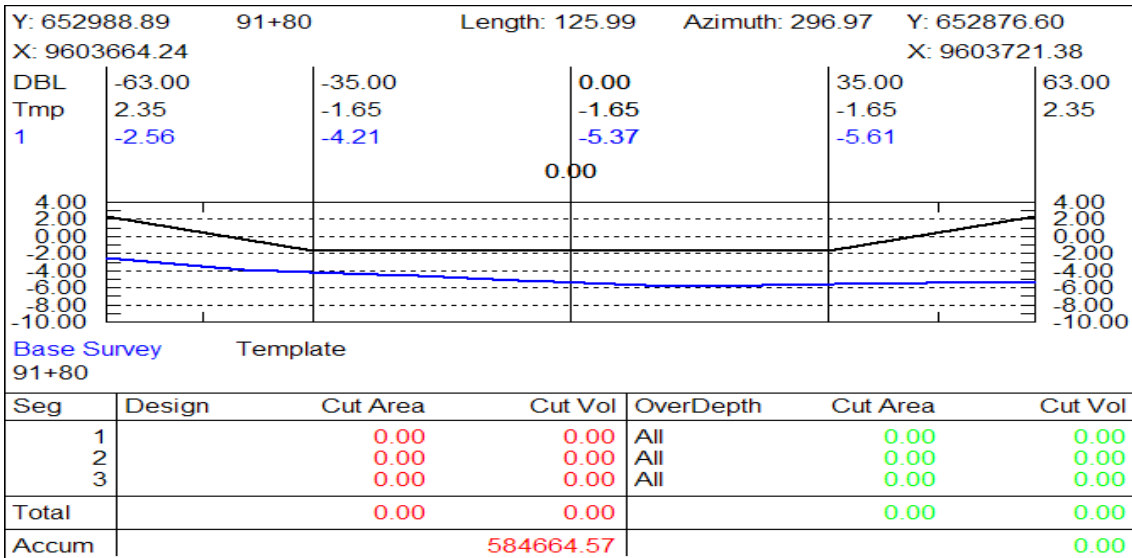 Y: 652988.89 91+80 Length: 125.99 Azimuth: 296.97 Y: 652876.60
X: 9603664.24 X: 9603721.38
DBL -63.00 -35.00 0.00 35.00 63.00
Tmp 2.35 -1.65 -1.65 -1.65 2.35
1 -2.56 -4.21 -5.37 -5.61
0.00
4.00 4.00
2.00 2.00
0.00 0.00
-2.00 -2.00
-4.00 -4.00
-6.00 -6.00
-8.00 -8.00
-10.00 -10.00
Base Survey Template
91+80
Seg Design Cut Area Cut Vol OverDepth Cut Area Cut Vol
1 0.00 0.00 All 0.00 0.00
2 0.00 0.00 All 0.00 0.00
3 0.00 0.00 All 0.00 0.00
Total 0.00 0.00 0.00 0.00
Accum 584664.57 0.00